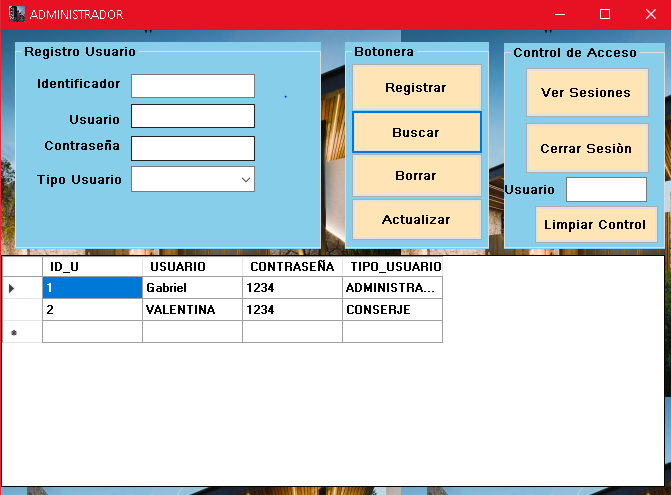 ADMINISTRADOR
Registro Usuario
Identificador
Usuario
Contraseña
Tipo Usuario
Botonera
Registrar
Buscar
Borrar
Actualizar
Control de Acceso
Ver Sesiones
Cerrar Sesiòn
Usuario
Limpiar Control
ID_U USUARIO CONTRASEÑA TIPO_USUARIO
1 Gabriel 1234 ADMINISTRA...
2 VALENTINA 1234 CONSERJE